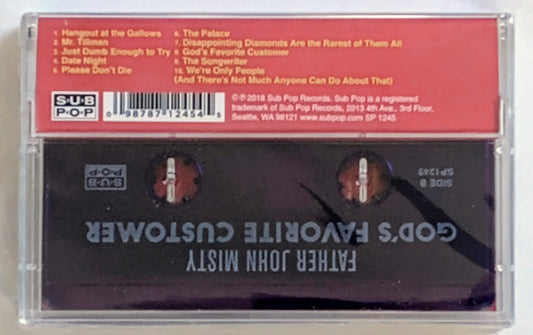 1. Hangout at the Gallows
2. Mr. Tillman
3. Just Dumb Enough to Try
4. Date Night
5. Please Don't Die
6. The Palace
7. Disappointing Diamonds Are the Rarest of Them All
8. God's Favorite Customer
9. The Songwriter
10. We're Only People
(And There's Not Much Anyone Can Do About That)
SUB
POP
0 98787 12454 5
©℗2018 Sub Pop Records. Sub Pop is a registered
trademark of Sub Pop Records, 2013 4th Ave., 3rd Floor,
Seattle, WA 98121 www.subpop.com SP 1245
FATHER JOHN MISTY
GOD'S FAVORITE CUSTOMER
SIDE B
SP1245
SUB
POP